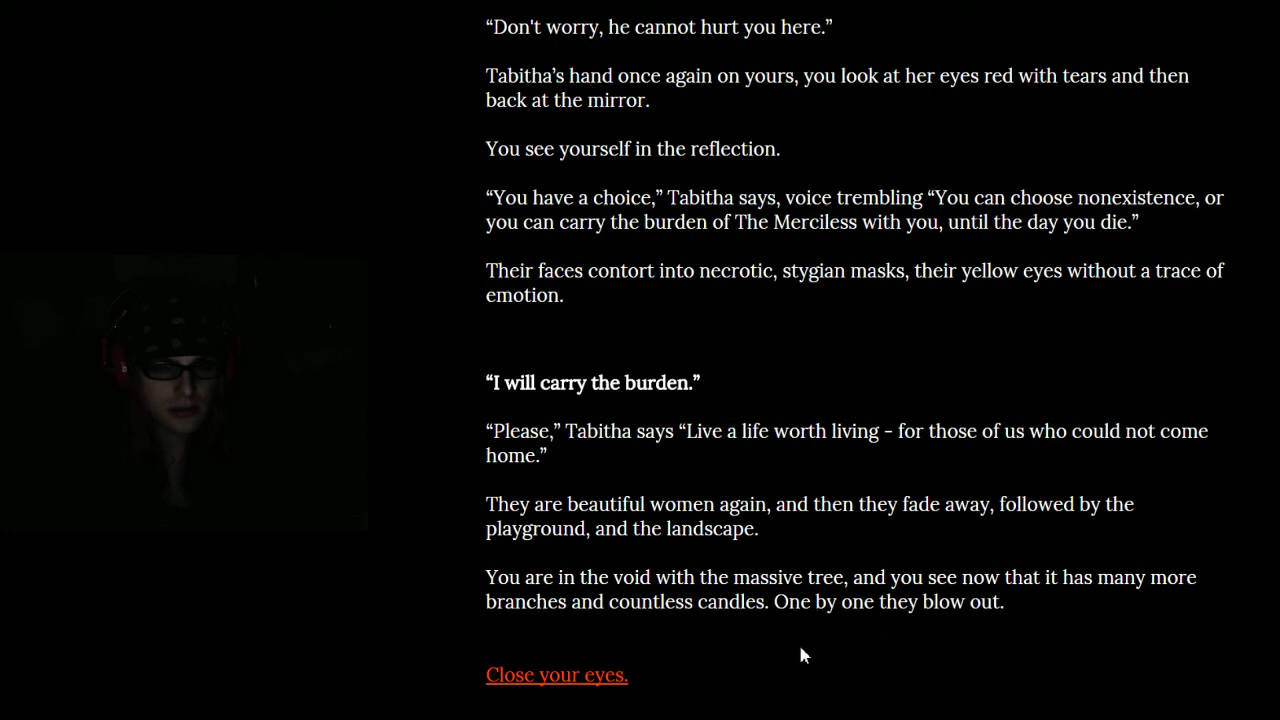 “Don't worry, he cannot hurt you here.”
Tabitha’s hand once again on yours, you look at her eyes red with tears and then
back at the mirror.
You see yourself in the reflection.
“You have a choice,” Tabitha says, voice trembling “You can choose nonexistence, or
you can carry the burden of The Merciless with you, until the day you die.”
Their faces contort into necrotic, stygian masks, their yellow eyes without a trace of
emotion.
“I will carry the burden.”
“Please,” Tabitha says “Live a life worth living - for those of us who could not come
home.”
They are beautiful women again, and then they fade away, followed by the
playground, and the landscape.
You are in the void with the massive tree, and you see now that it has many more
branches and countless candles. One by one they blow out.
Close your eyes.